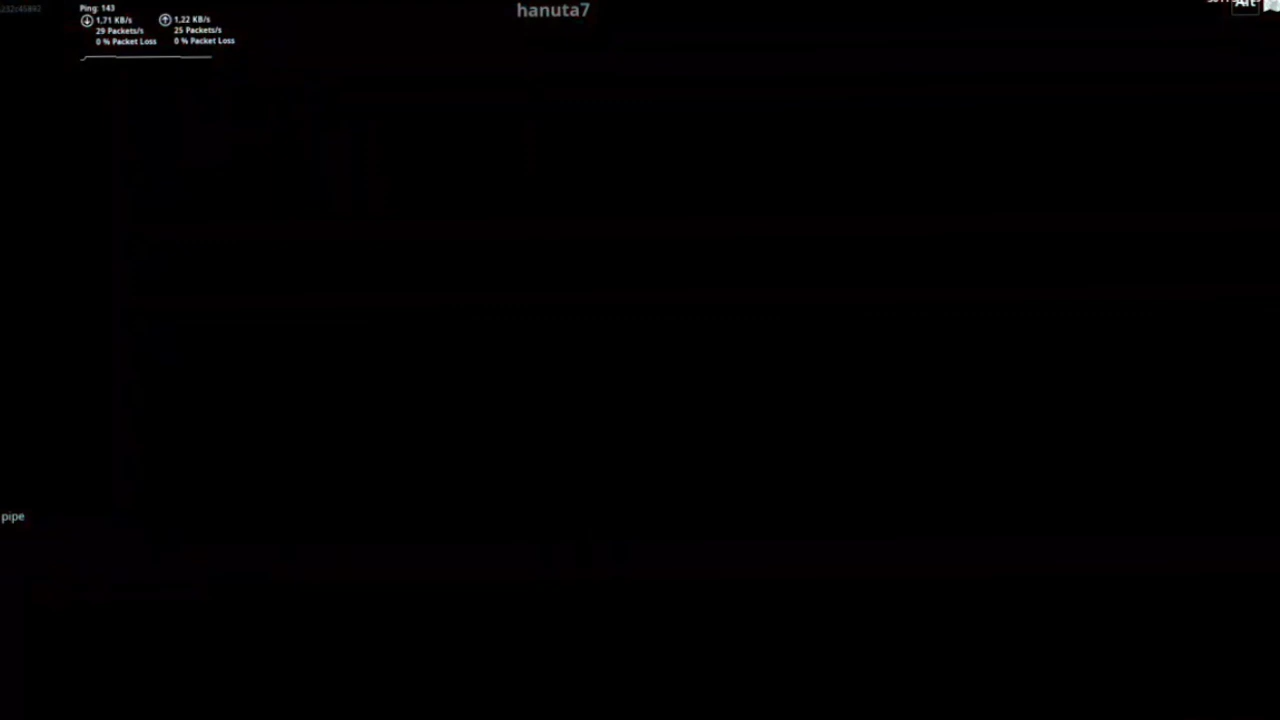 Ping: 143
1,71 KB/s 1,22 KB/s
29 Packets/s 25 Packets/s
0 % Packet Loss 0 % Packet Loss
hanuta7
Alt
pipe